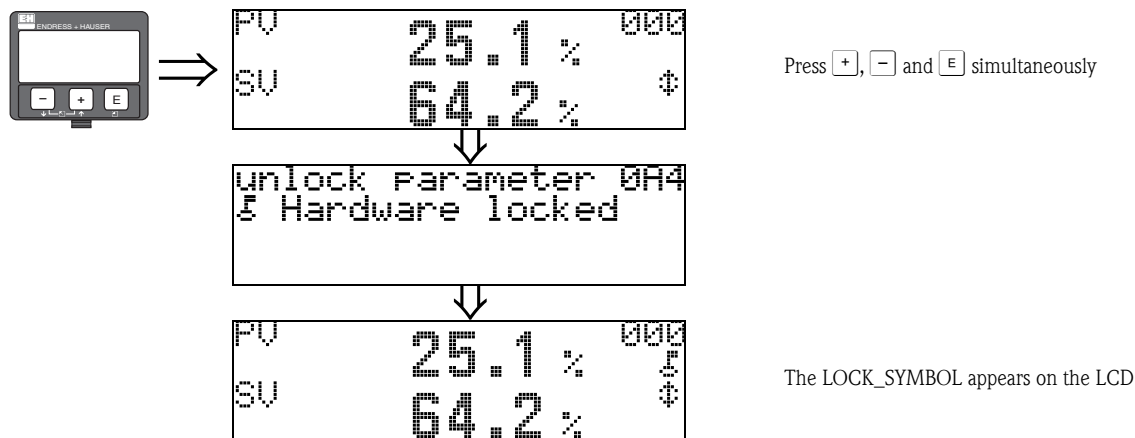 EH ENDRESS + HAUSER
- + E
PV 25.1 % 000
SV 64.2 %
Press +, - and E simultaneously
unlock parameter 0A4
Hardware locked
PV 25.1 % 000
SV 64.2 %
The LOCK_SYMBOL appears on the LCD